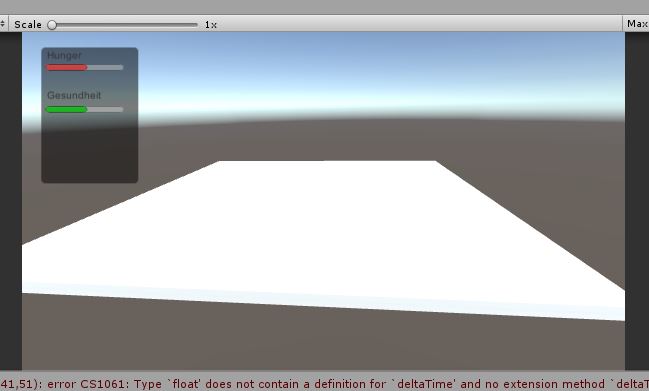 Scale 1x Max
Hunger
Gesundheit
41,51): error CS1061: Type `float' does not contain a definition for `deltaTime' and no extension method `deltaT